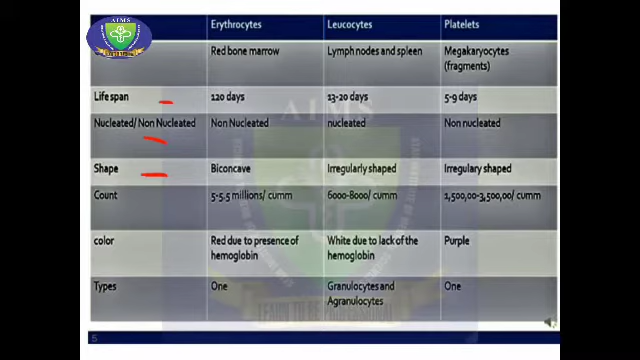 AIMS
Erythrocytes Leucocytes Platelets
Red bone marrow Lymph nodes and spleen Megakaryocytes
(fragments)
Life span 120 days 13-20 days 5-9 days
Nucleated/ Non Nucleated Non Nucleated nucleated Non nucleated
Shape Biconcave Irregularly shaped Irregulary shaped
Count 5-5.5 millions/ cumm 6000-8000/ cumm 1,500,00-3,500,00/ cumm
color Red due to presence of White due to lack of the Purple
hemoglobin hemoglobin
Types One Granulocytes and One
Agranulocytes
5
AIMS